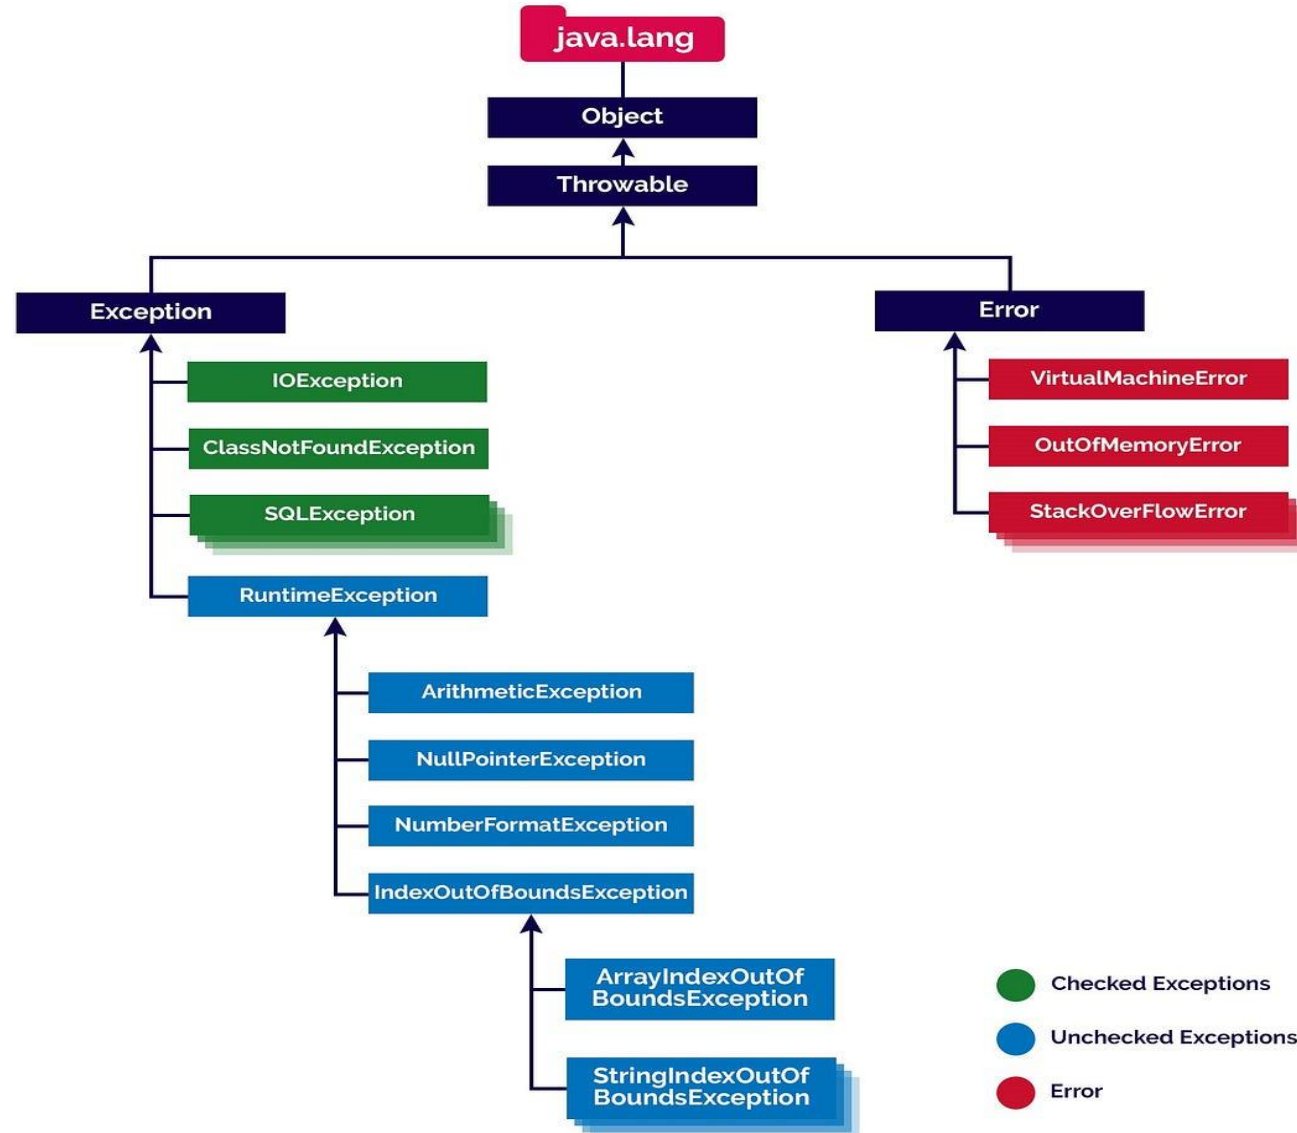 java.lang
Object
Throwable
Exception
Error
IOException
VirtualMachineError
ClassNotFoundException
OutOfMemoryError
SQLException
StackOverFlowError
RuntimeException
ArithmeticException
NullPointerException
NumberFormatException
IndexOutOfBoundsException
ArrayIndexOutOf
BoundsException
StringIndexOutOf
BoundsException
Checked Exceptions
Unchecked Exceptions
Error